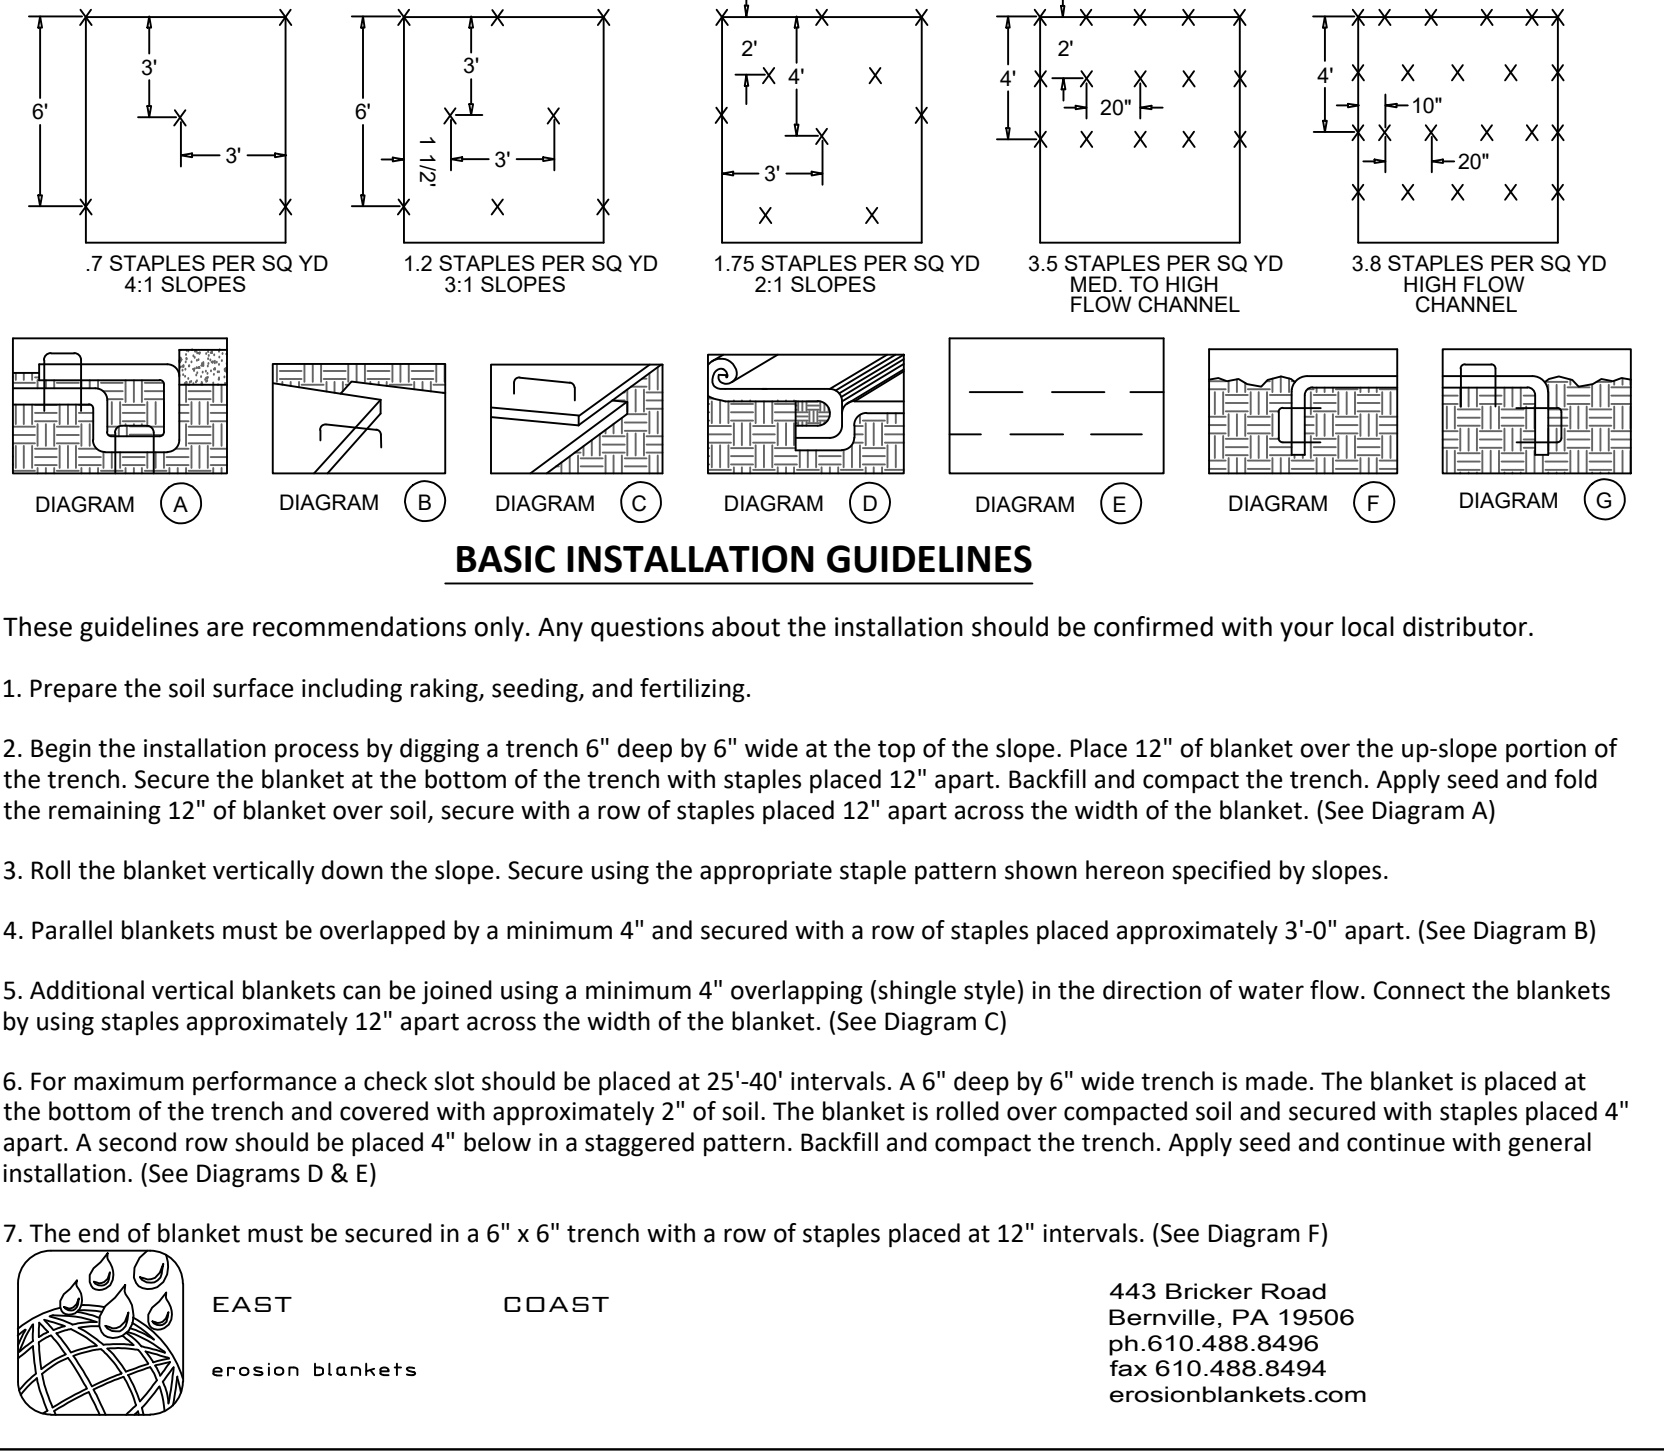 3'
6'
3'
.7 STAPLES PER SQ YD
4:1 SLOPES
3'
6'
1 1/2'
3'
1.2 STAPLES PER SQ YD
3:1 SLOPES
2'
4'
3'
1.75 STAPLES PER SQ YD
2:1 SLOPES
2'
4'
20"
3.5 STAPLES PER SQ YD
MED. TO HIGH
FLOW CHANNEL
4'
10"
20"
3.8 STAPLES PER SQ YD
HIGH FLOW
CHANNEL
DIAGRAM A
DIAGRAM B
DIAGRAM C
DIAGRAM D
DIAGRAM E
DIAGRAM F
DIAGRAM G
BASIC INSTALLATION GUIDELINES
These guidelines are recommendations only. Any questions about the installation should be confirmed with your local distributor.
1. Prepare the soil surface including raking, seeding, and fertilizing.
2. Begin the installation process by digging a trench 6" deep by 6" wide at the top of the slope. Place 12" of blanket over the up-slope portion of
the trench. Secure the blanket at the bottom of the trench with staples placed 12" apart. Backfill and compact the trench. Apply seed and fold
the remaining 12" of blanket over soil, secure with a row of staples placed 12" apart across the width of the blanket. (See Diagram A)
3. Roll the blanket vertically down the slope. Secure using the appropriate staple pattern shown hereon specified by slopes.
4. Parallel blankets must be overlapped by a minimum 4" and secured with a row of staples placed approximately 3'-0" apart. (See Diagram B)
5. Additional vertical blankets can be joined using a minimum 4" overlapping (shingle style) in the direction of water flow. Connect the blankets
by using staples approximately 12" apart across the width of the blanket. (See Diagram C)
6. For maximum performance a check slot should be placed at 25'-40' intervals. A 6" deep by 6" wide trench is made. The blanket is placed at
the bottom of the trench and covered with approximately 2" of soil. The blanket is rolled over compacted soil and secured with staples placed 4"
apart. A second row should be placed 4" below in a staggered pattern. Backfill and compact the trench. Apply seed and continue with general
installation. (See Diagrams D & E)
7. The end of blanket must be secured in a 6" x 6" trench with a row of staples placed at 12" intervals. (See Diagram F)
EAST COAST
erosion blankets
443 Bricker Road
Bernville, PA 19506
ph.610.488.8496
fax 610.488.8494
erosionblankets.com